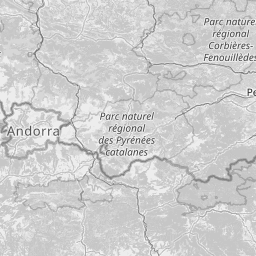 Parc naturel
régional
Corbières-
Fenouillèdes
Andorra
Parc naturel
régional
des Pyrénées
catalanes